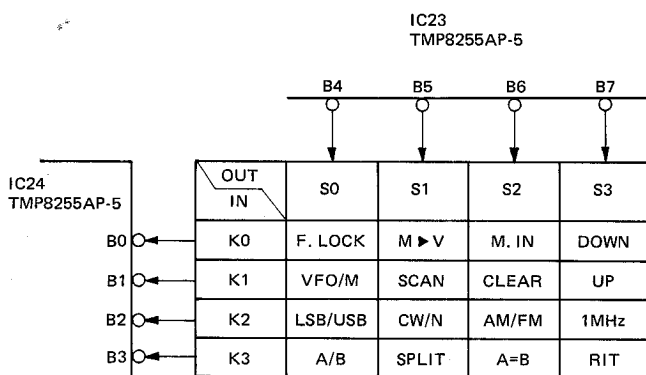 IC23
TMP8255AP-5
B4 B5 B6 B7
IC24
TMP8255AP-5
OUT
IN
S0 S1 S2 S3
B0 K0 F. LOCK M▶V M. IN DOWN
B1 K1 VFO/M SCAN CLEAR UP
B2 K2 LSB/USB CW/N AM/FM 1MHz
B3 K3 A/B SPLIT A=B RIT